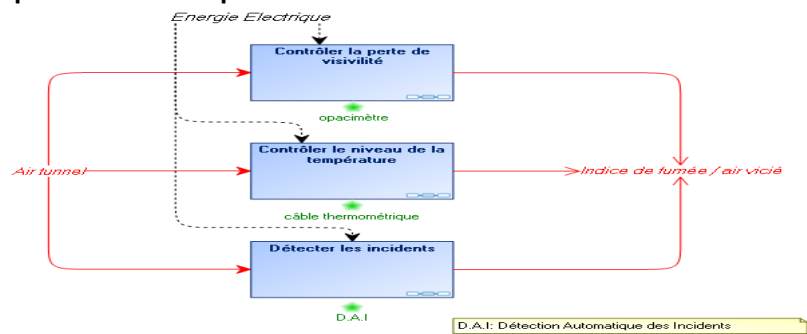 Energie Electrique
Contrôler la perte de
visivilité
opacimètre
Contrôler le niveau de la
température
Air tunnel
Indice de fumée / air vicié
câble thermométrique
Détecter les incidents
D.A.I
D.A.I: Détection Automatique des Incidents